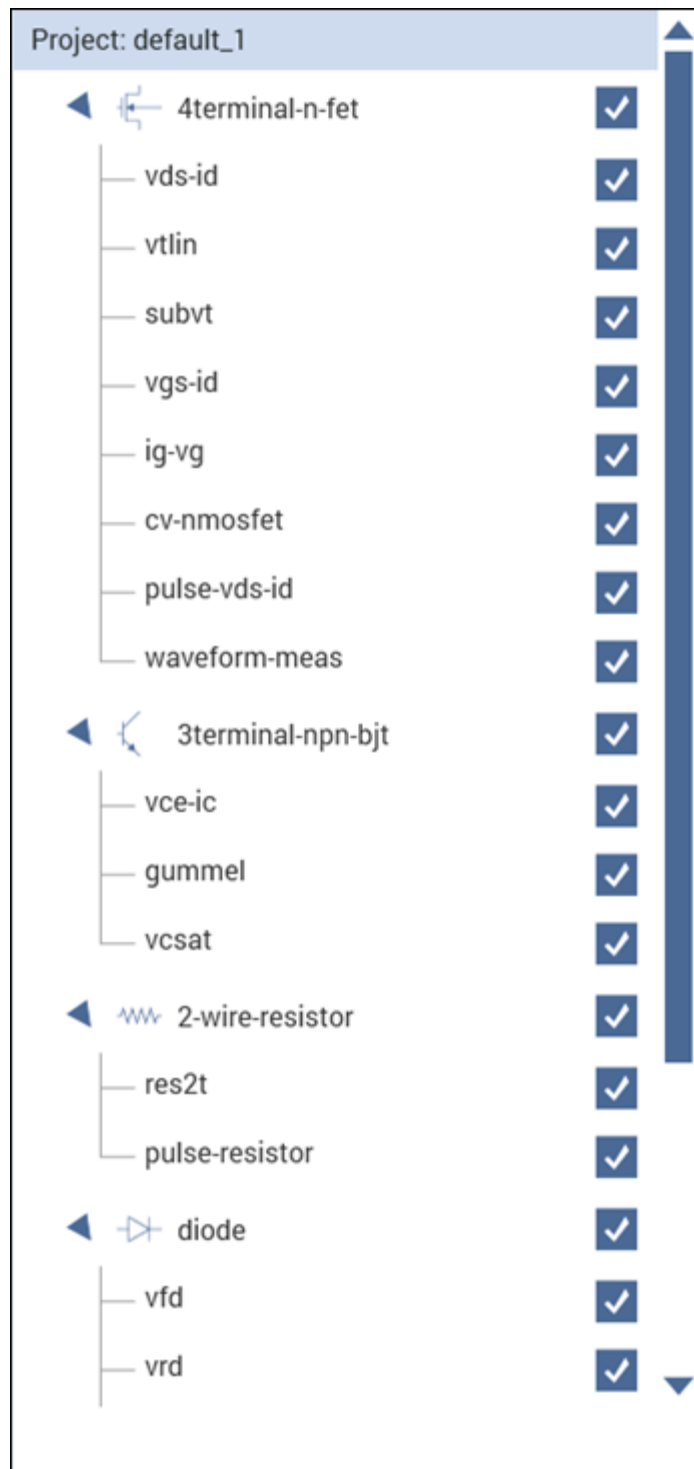 Project: default_1
4terminal-n-fet
vds-id
vtlin
subvt
vgs-id
ig-vg
cv-nmosfet
pulse-vds-id
waveform-meas
3terminal-npn-bjt
vce-ic
gummel
vcsat
2-wire-resistor
res2t
pulse-resistor
diode
vfd
vrd